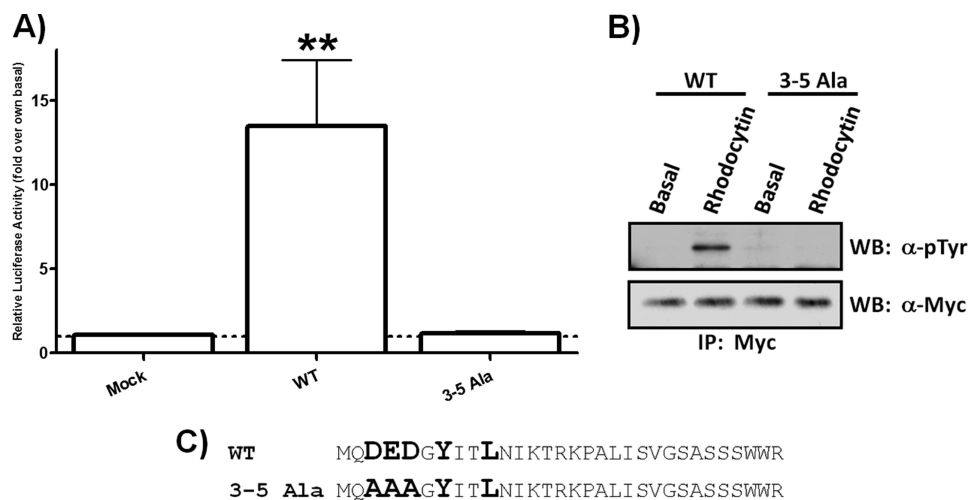 A)
Relative Luciferase Activity (fold over own basal)
15
10
5
0
**
Mock
WT
3-5 Ala
B)
WT
3-5 Ala
Basal
Rhodocytin
Basal
Rhodocytin
WB: α-pTyr
WB: α-Myc
IP: Myc
C)
WT MQDEDGYITLNIKTRKPALISVGSASSSWWR
3-5 Ala MQAAAGYITLNIKTRKPALISVGSASSSWWR